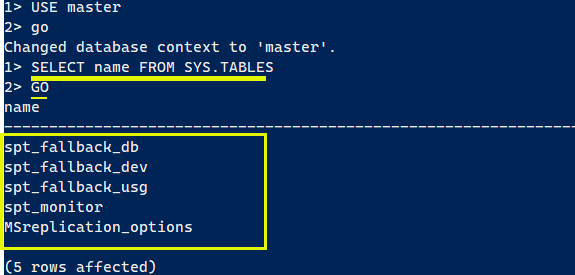 1> USE master
2> go
Changed database context to 'master'.
1> SELECT name FROM SYS.TABLES
2> GO
name
----------------------------------------------------------------
spt_fallback_db
spt_fallback_dev
spt_fallback_usg
spt_monitor
MSreplication_options
(5 rows affected)